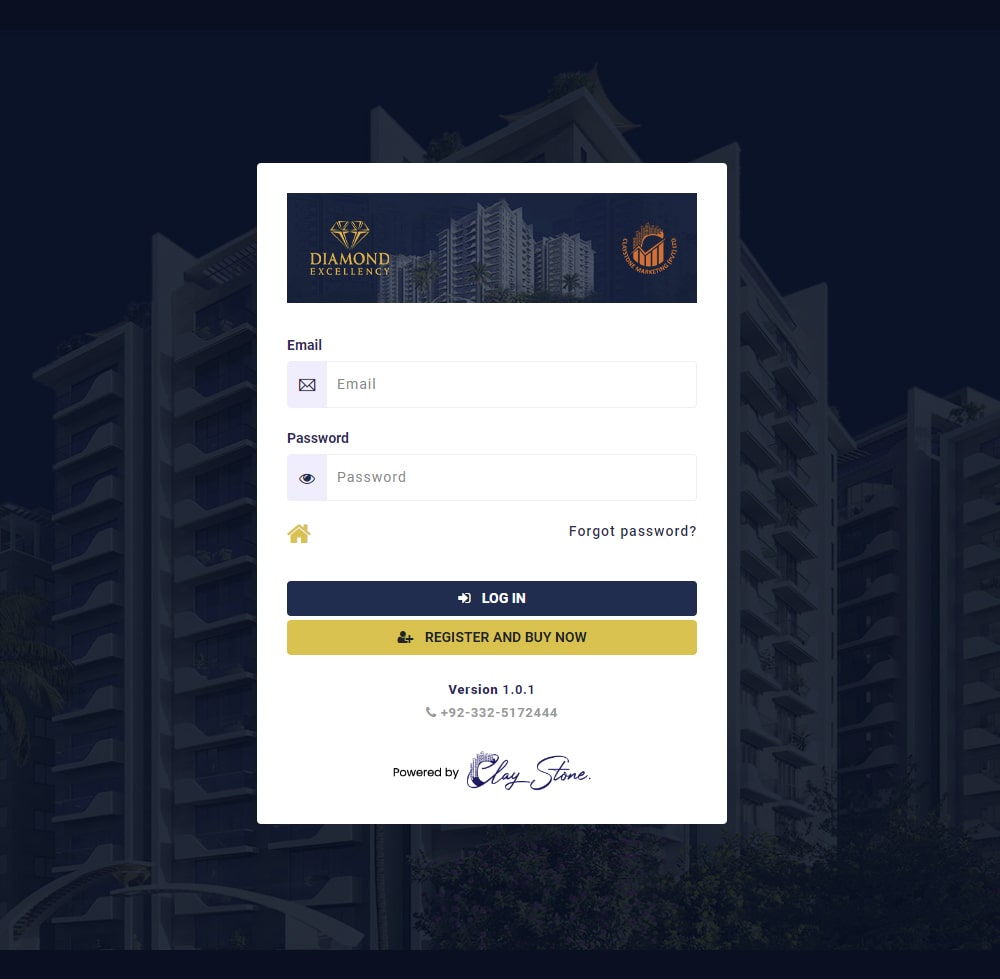 DIAMOND
EXCELLENCY
CLAYSTONE MARKETING (PVT) LTD
Email
Email
Password
Password
Forgot password?
LOG IN
REGISTER AND BUY NOW
Version 1.0.1
+92-332-5172444
Powered by Clay Stone.